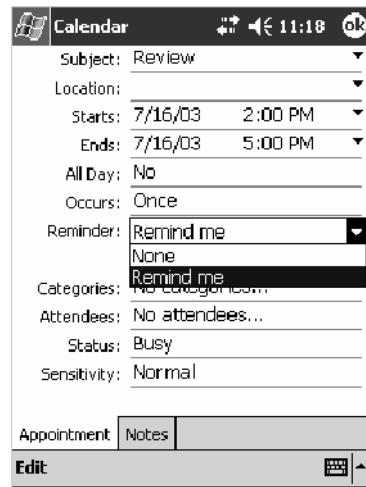 Calendar 11:18 ok
Subject: Review
Location:
Starts: 7/16/03 2:00 PM
Ends: 7/16/03 5:00 PM
All Day: No
Occurs: Once
Reminder: Remind me
None
Remind me
Categories: No categories...
Attendees: No attendees...
Status: Busy
Sensitivity: Normal
Appointment Notes
Edit